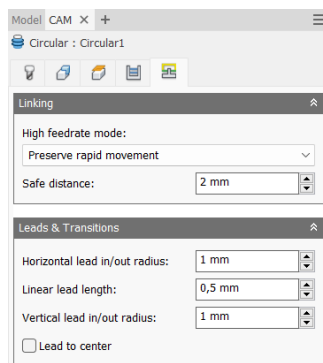 Model CAM × +
Circular : Circular1
Linking
High feedrate mode:
Preserve rapid movement
Safe distance: 2 mm
Leads & Transitions
Horizontal lead in/out radius: 1 mm
Linear lead length: 0,5 mm
Vertical lead in/out radius: 1 mm
Lead to center